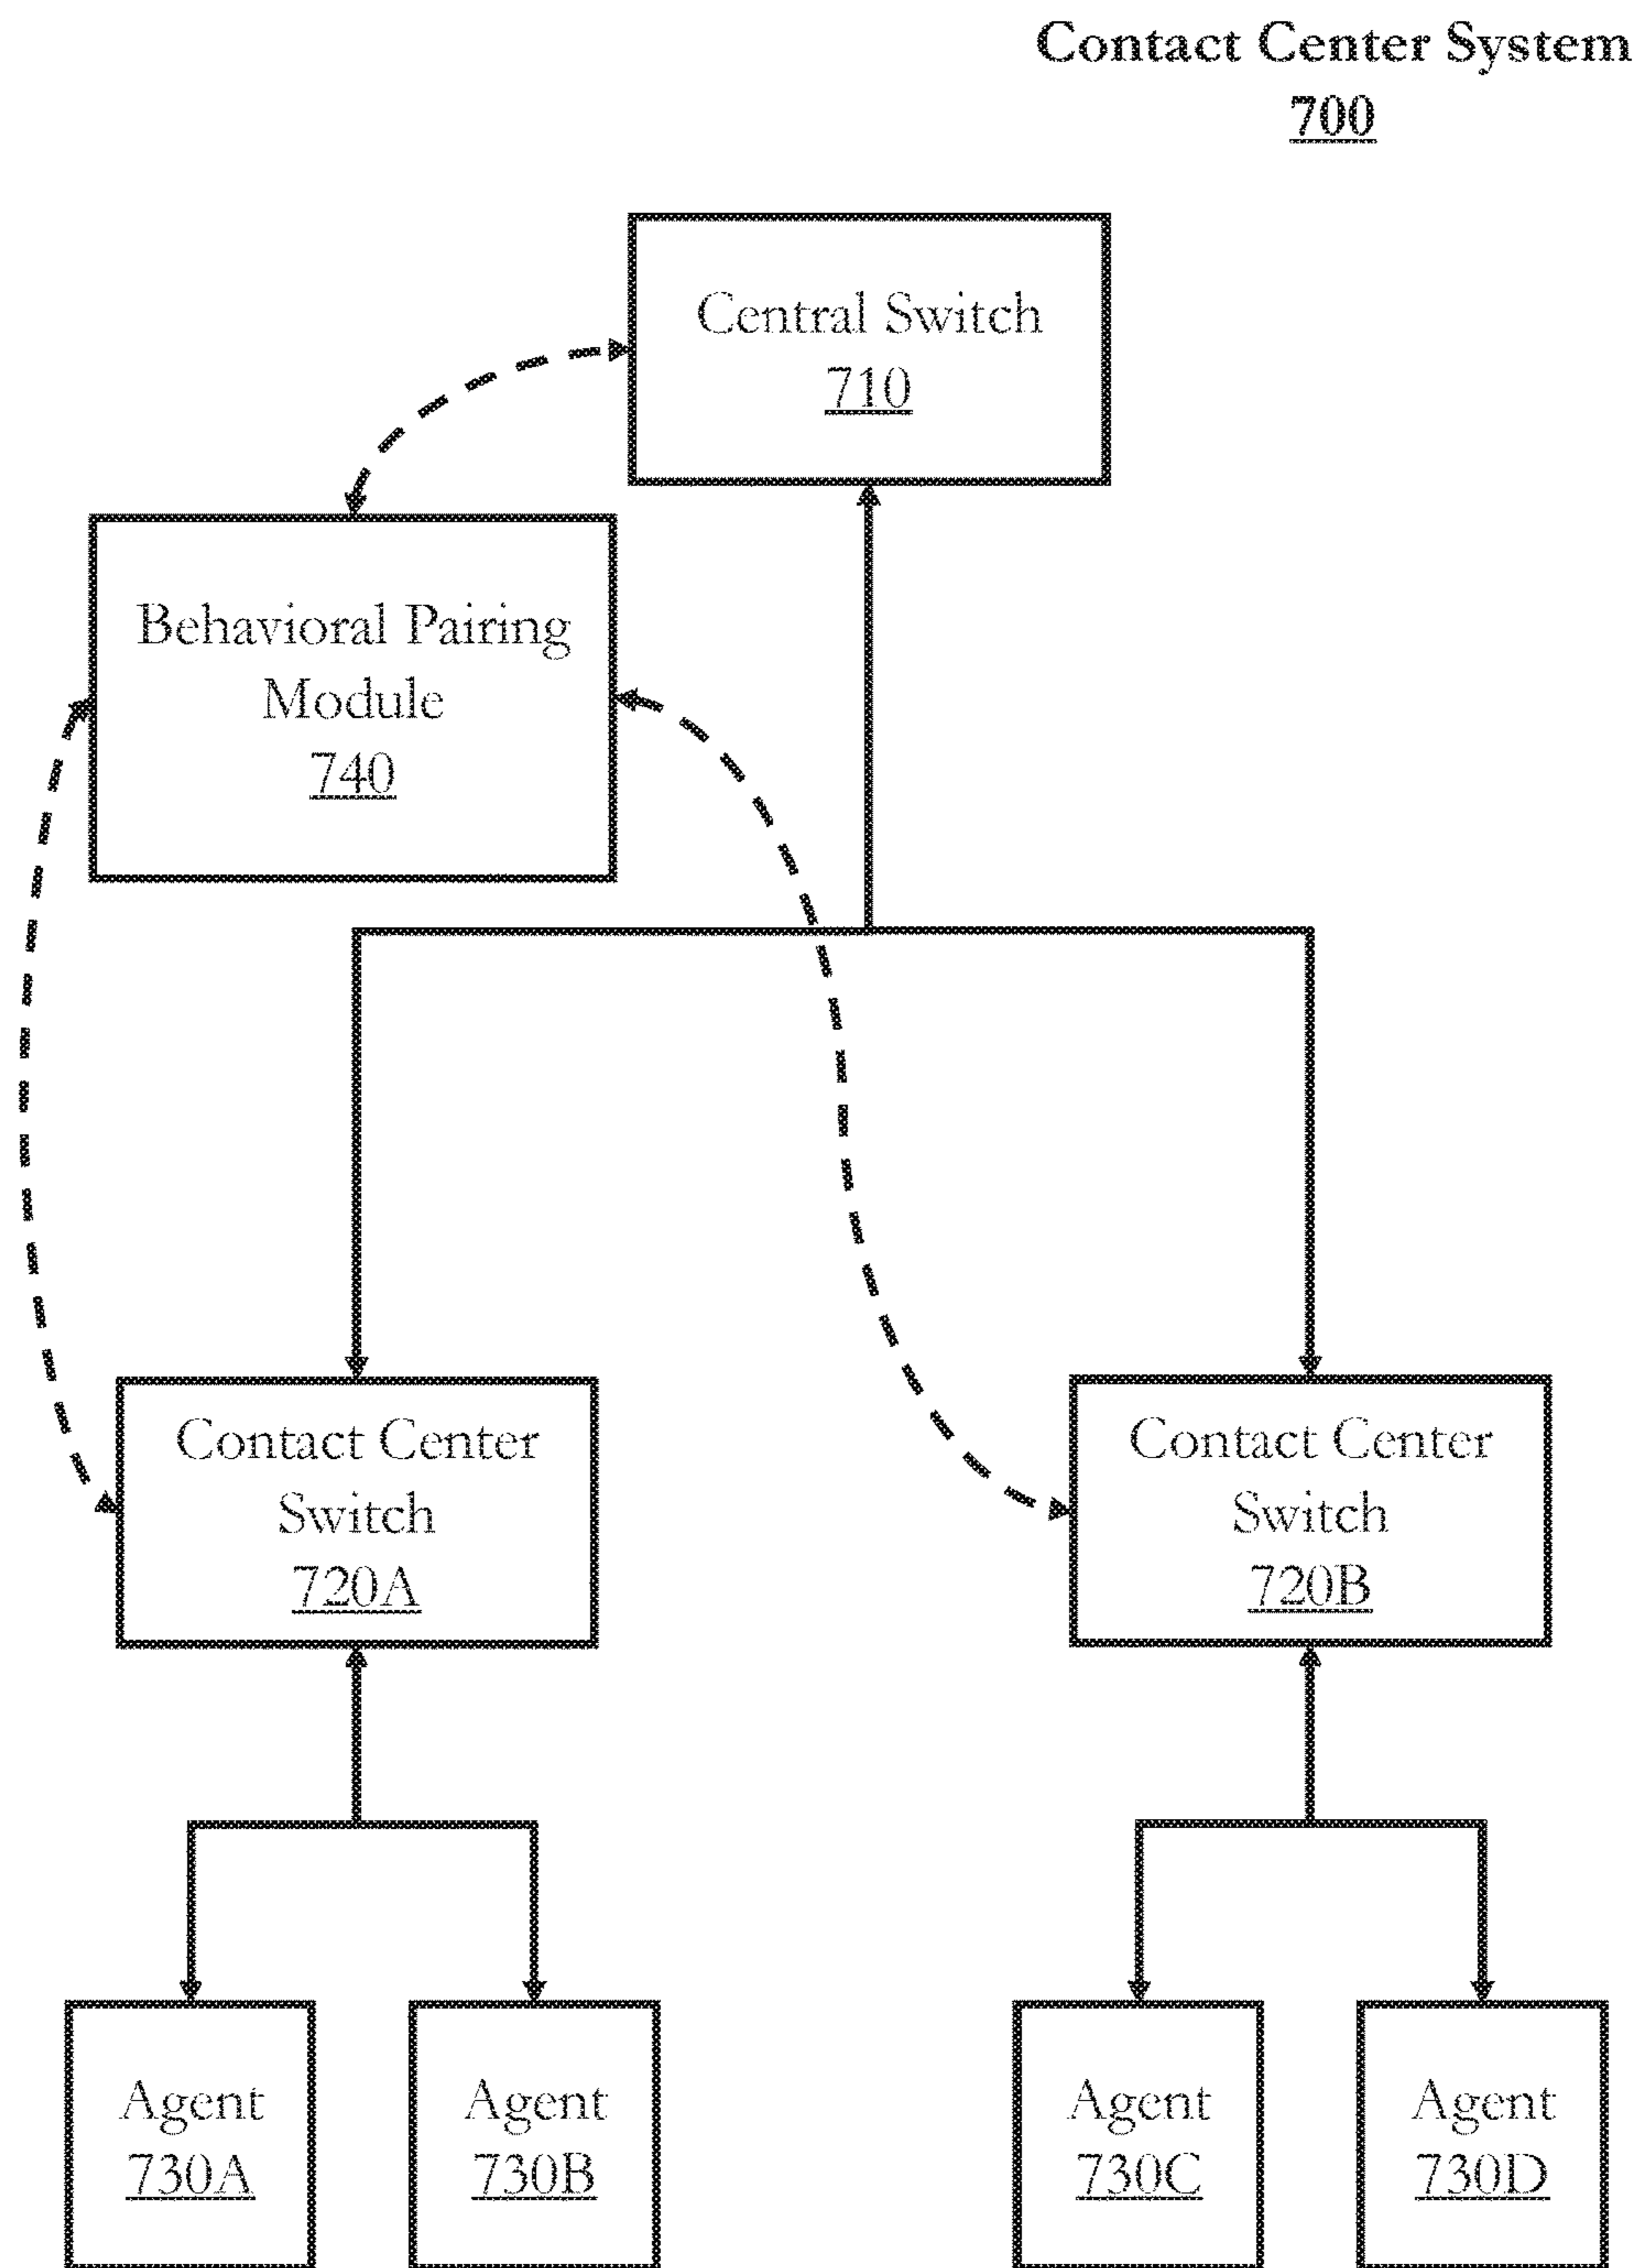 Contact Center System
700
Central Switch
710
Behavioral Pairing
Module
740
Contact Center
Switch
720A
Contact Center
Switch
720B
Agent
730A
Agent
730B
Agent
730C
Agent
730D